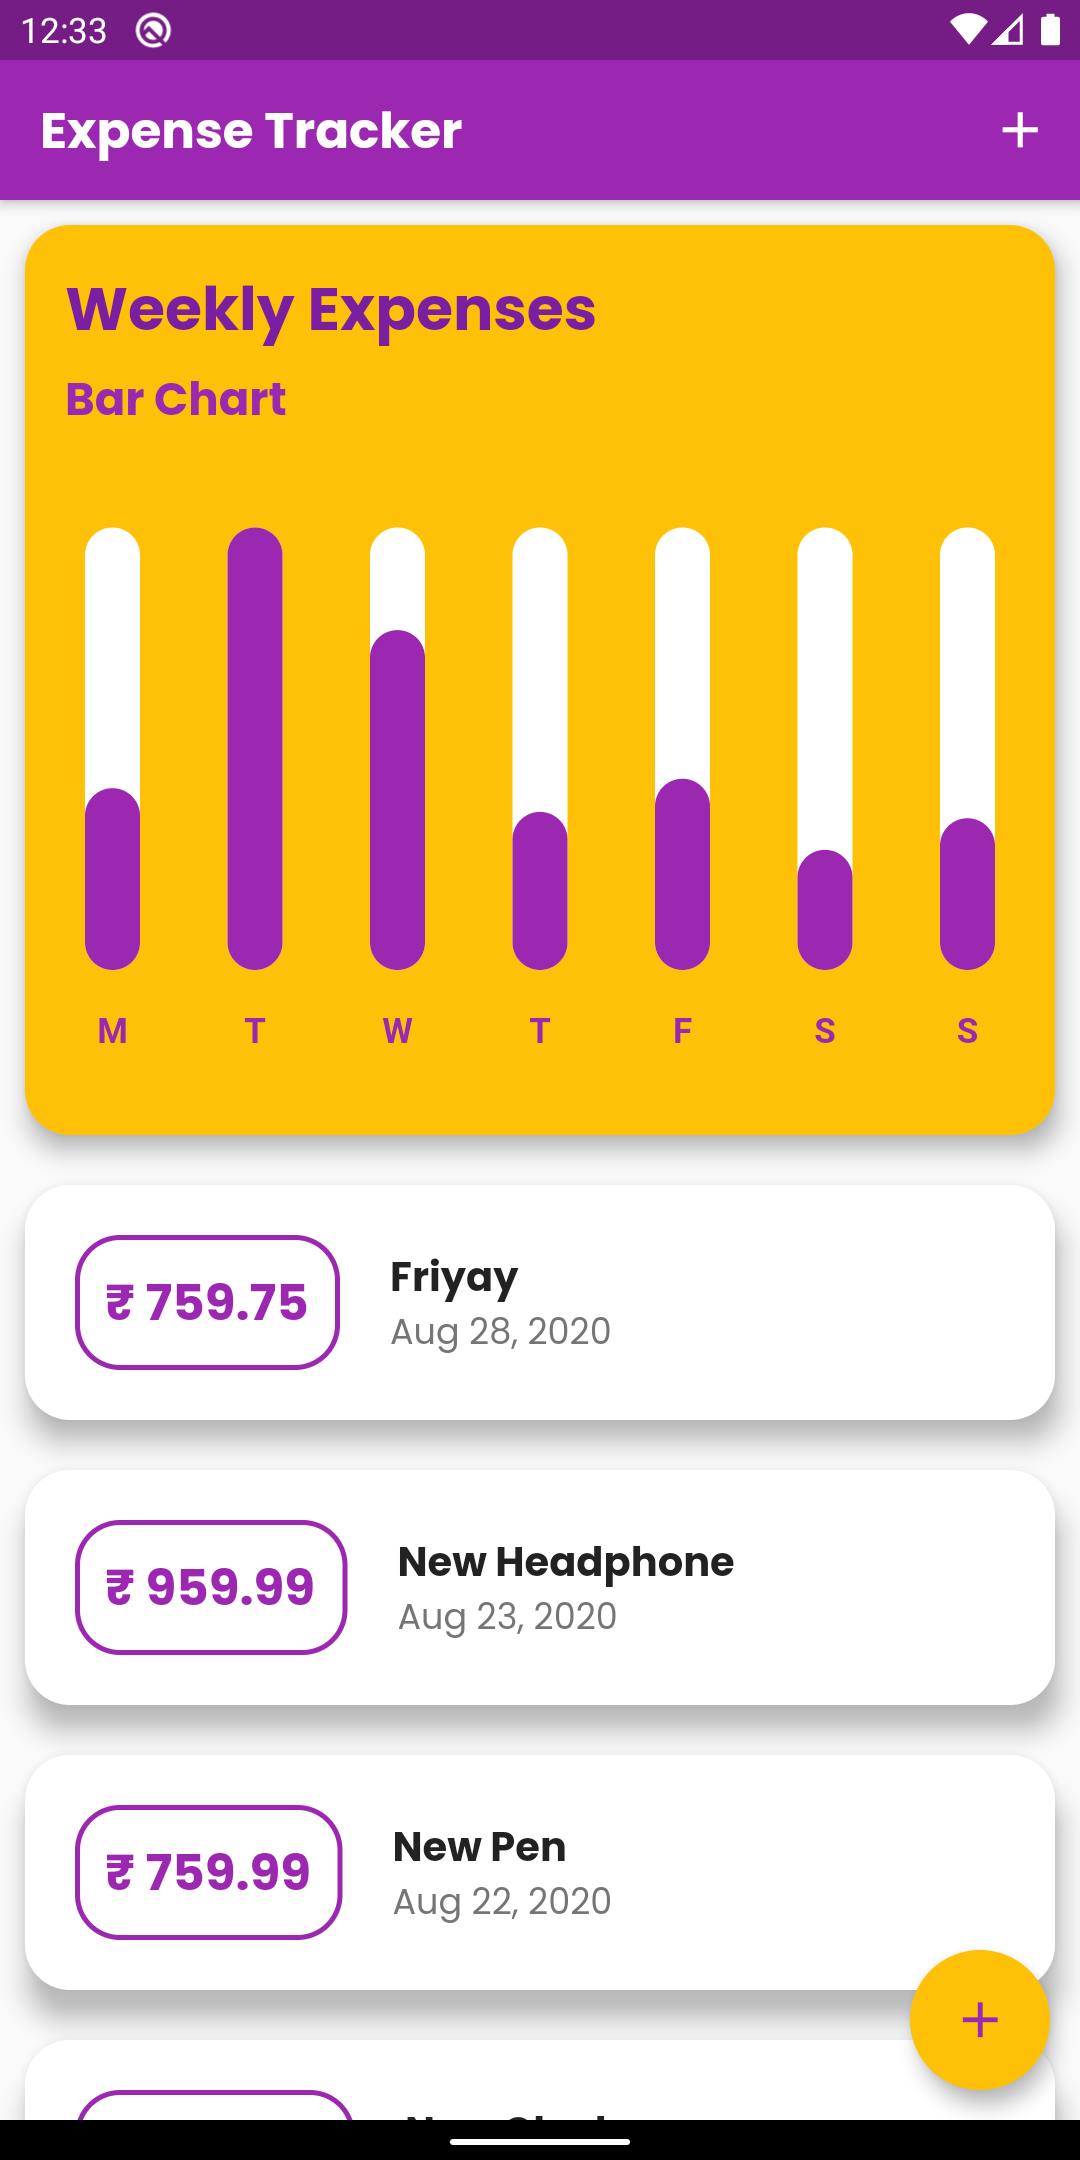 12:33
Expense Tracker
Weekly Expenses
Bar Chart
M T W T F S S
₹ 759.75
Friyay
Aug 28, 2020
₹ 959.99
New Headphone
Aug 23, 2020
₹ 759.99
New Pen
Aug 22, 2020